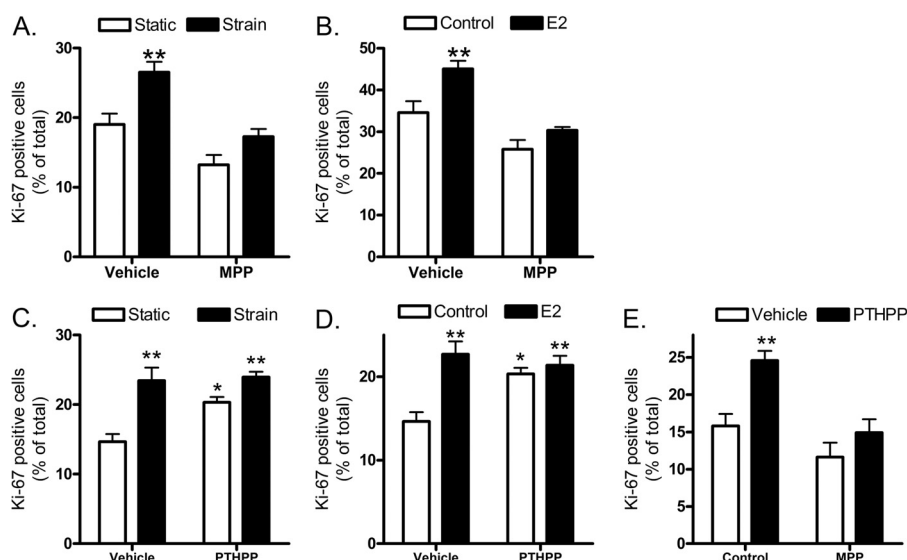 A.
Static Strain
Ki-67 positive cells
(% of total)
30
20
10
0
**
Vehicle MPP
B.
Control E2
Ki-67 positive cells
(% of total)
50
40
30
20
10
0
**
Vehicle MPP
C.
Static Strain
Ki-67 positive cells
(% of total)
30
20
10
0
**
* **
Vehicle PTHPP
D.
Control E2
Ki-67 positive cells
(% of total)
20
10
0
**
* **
Vehicle PTHPP
E.
Vehicle PTHPP
Ki-67 positive cells
(% of total)
25
20
15
10
5
0
**
Control MPP